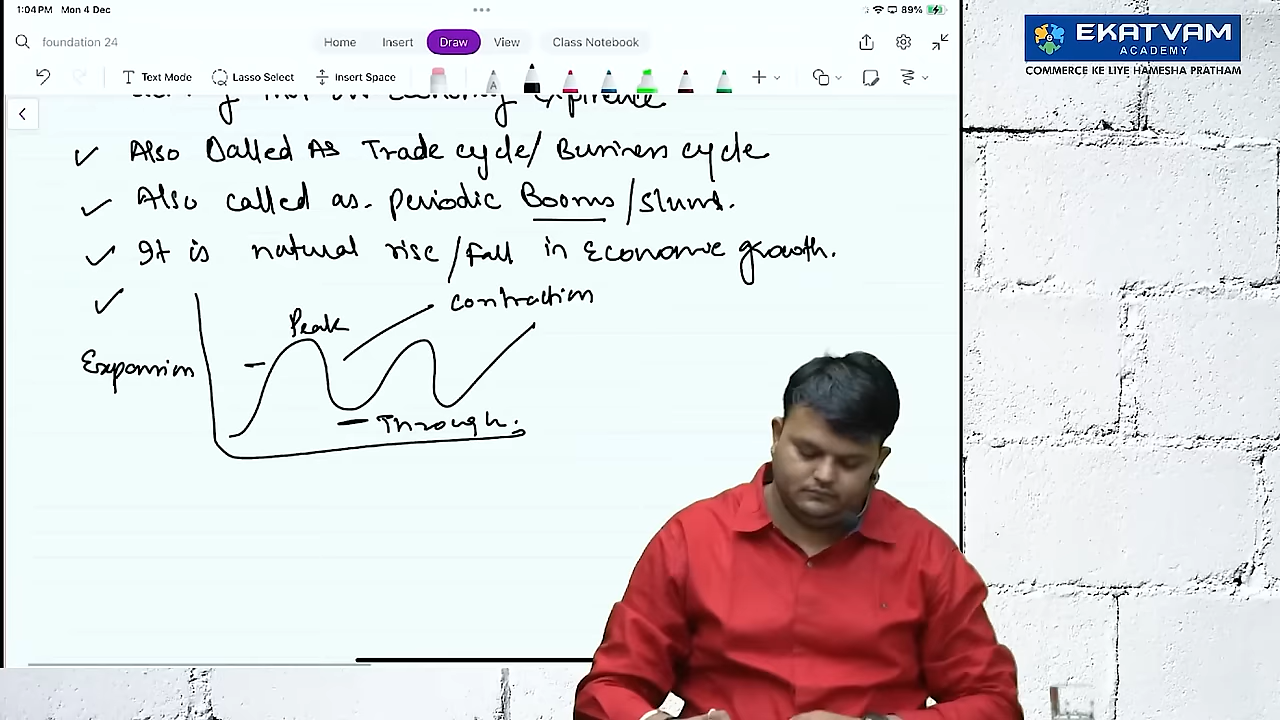 1:04 PM Mon 4 Dec
89%
foundation 24
Home Insert Draw View Class Notebook
Text Mode Lasso Select Insert Space
EKATVAM
ACADEMY
COMMERCE KE LIYE HAMESHA PRATHAM
Also Dalled As Trade cycle/ Business cycle
Also called as. periodic Booms /slums.
It is natural rise /Fall in Economic growth.
Peak
Contraction
Expansion
Through.